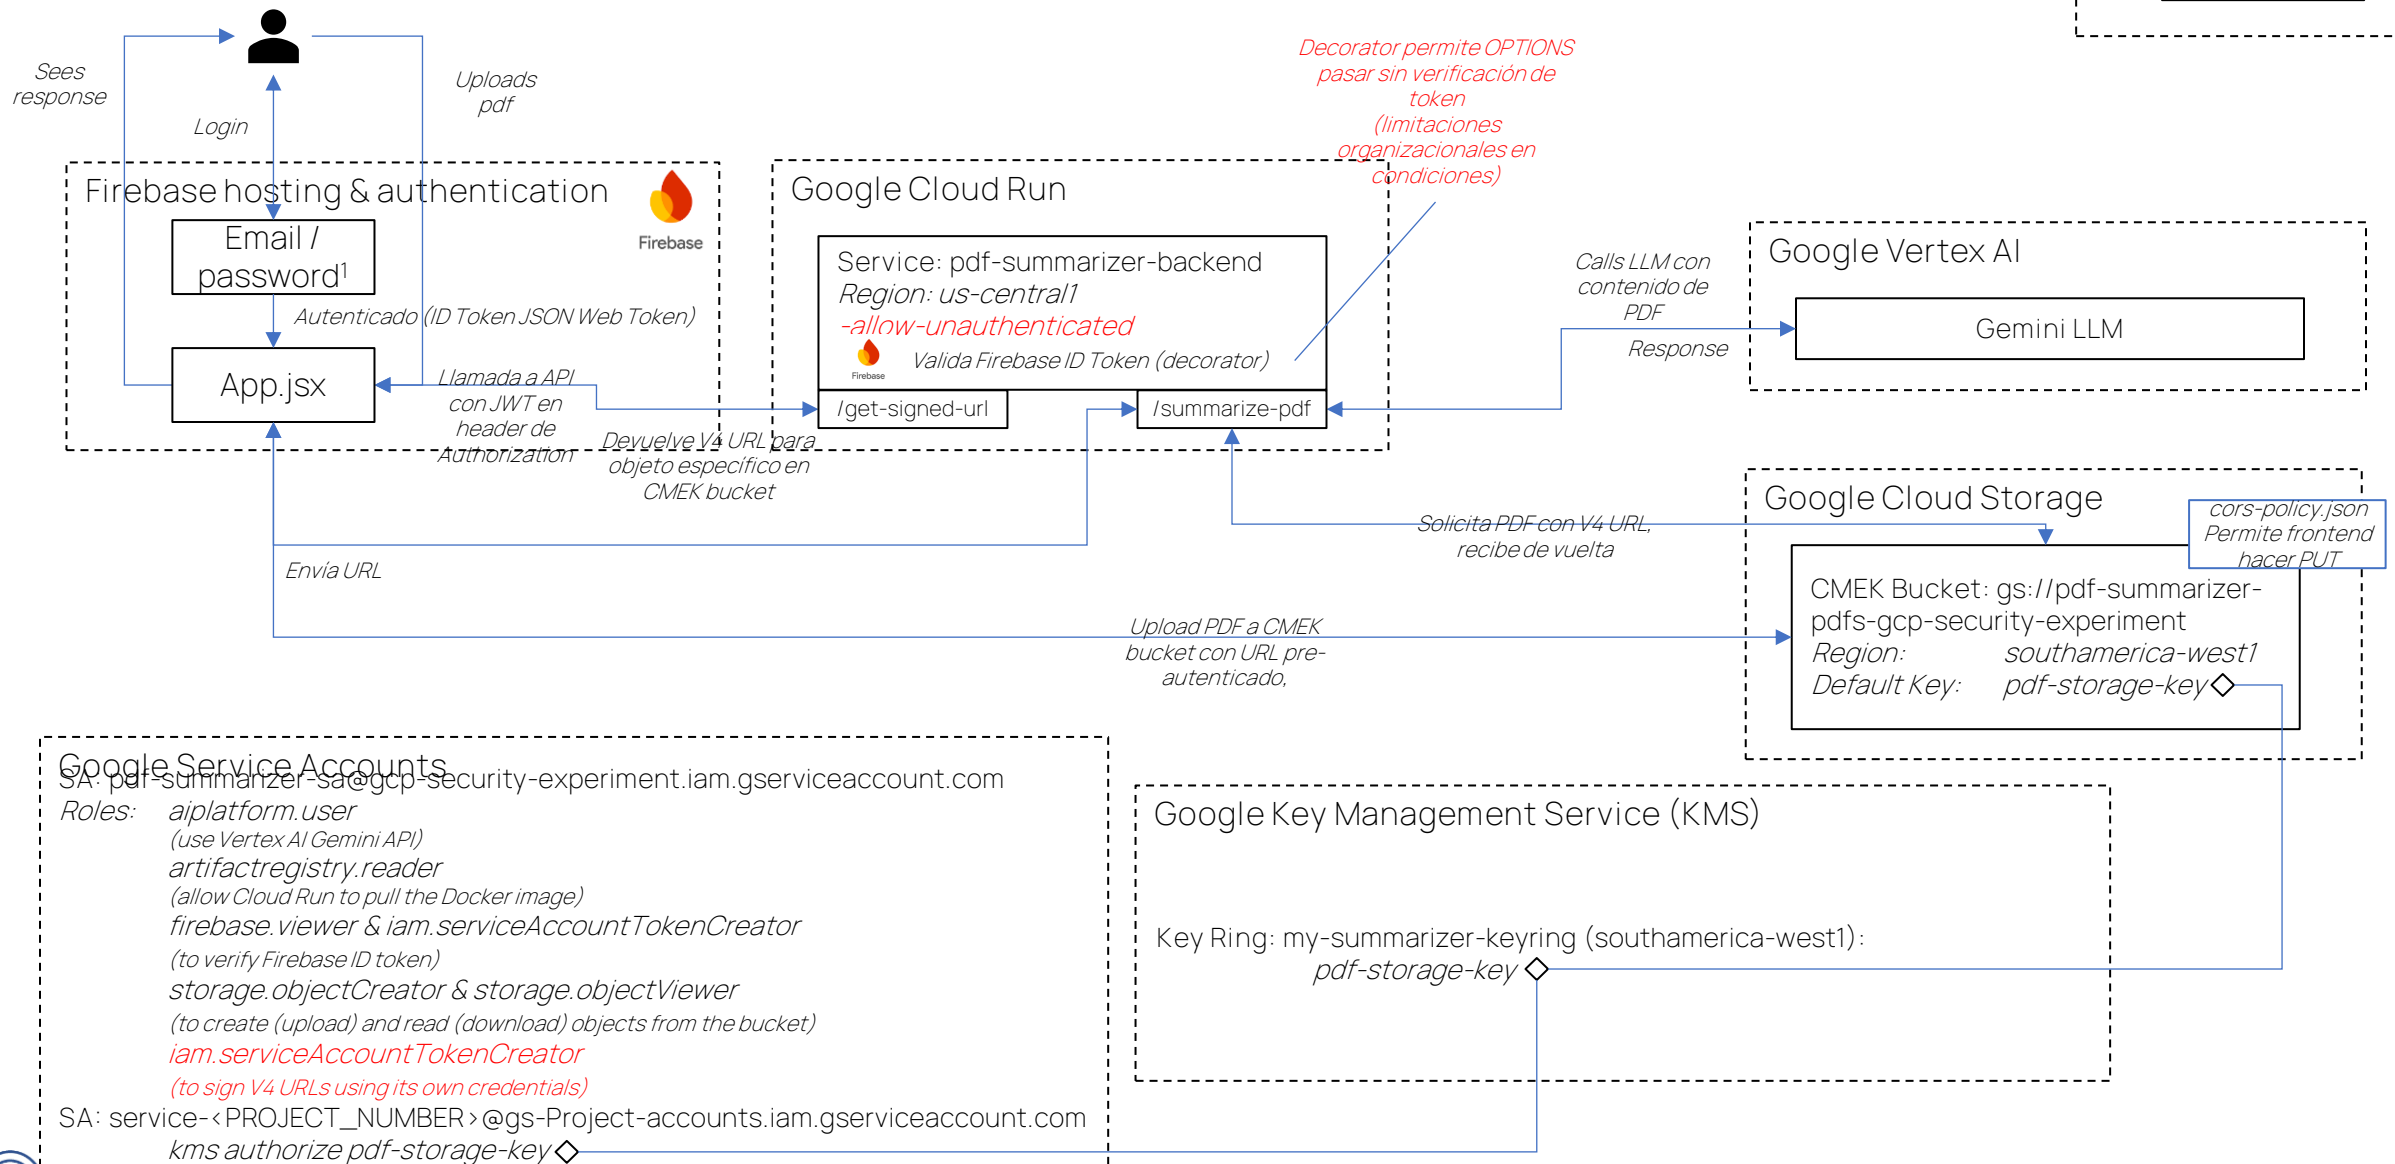 Sees
response
Login
Uploads
pdf
Decorator permite OPTIONS
pasar sin verificación de
token
(limitaciones
organizacionales en
condiciones)
Firebase hosting & authentication
Firebase
Email /
password1
Autenticado (ID Token JSON Web Token)
App.jsx
Llamada a API
con JWT en
header de
Authorization
Google Cloud Run
Service: pdf-summarizer-backend
Region: us-central1
-allow-unauthenticated
Firebase
Valida Firebase ID Token (decorator)
/get-signed-url
/summarize-pdf
Devuelve V4 URL para
objeto específico en
CMEK bucket
Calls LLM con
contenido de
PDF
Response
Google Vertex AI
Gemini LLM
Envía URL
Solicita PDF con V4 URL,
recibe de vuelta
Upload PDF a CMEK
bucket con URL pre-
autenticado,
Google Cloud Storage
cors-policy.json
Permite frontend
hacer PUT
CMEK Bucket: gs://pdf-summarizer-
pdfs-gcp-security-experiment
Region: southamerica-west1
Default Key: pdf-storage-key
Google Service Accounts
SA: pdf-summarizer-sa@gcp-security-experiment.iam.gserviceaccount.com
Roles: aiplatform.user
(use Vertex AI Gemini API)
artifactregistry.reader
(allow Cloud Run to pull the Docker image)
firebase.viewer & iam.serviceAccountTokenCreator
(to verify Firebase ID token)
storage.objectCreator & storage.objectViewer
(to create (upload) and read (download) objects from the bucket)
iam.serviceAccountTokenCreator
(to sign V4 URLs using its own credentials)
SA: service-<PROJECT_NUMBER>@gs-Project-accounts.iam.gserviceaccount.com
kms authorize pdf-storage-key
Google Key Management Service (KMS)
Key Ring: my-summarizer-keyring (southamerica-west1):
pdf-storage-key